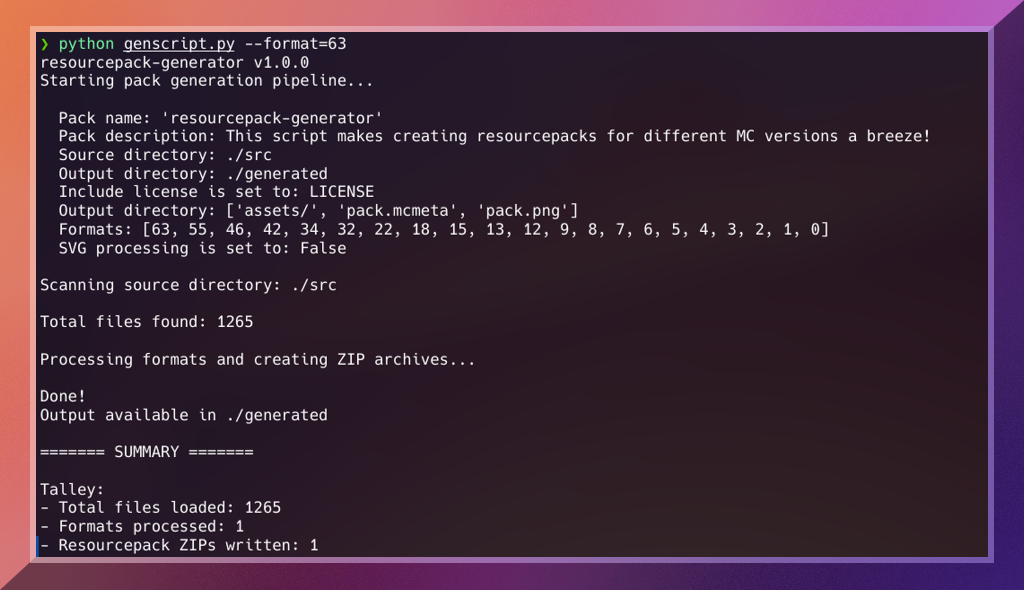 ❯ python genscript.py --format=63
resourcepack-generator v1.0.0
Starting pack generation pipeline...
Pack name: 'resourcepack-generator'
Pack description: This script makes creating resourcepacks for different MC versions a breeze!
Source directory: ./src
Output directory: ./generated
Include license is set to: LICENSE
Output directory: ['assets/', 'pack.mcmeta', 'pack.png']
Formats: [63, 55, 46, 42, 34, 32, 22, 18, 15, 13, 12, 9, 8, 7, 6, 5, 4, 3, 2, 1, 0]
SVG processing is set to: False
Scanning source directory: ./src
Total files found: 1265
Processing formats and creating ZIP archives...
Done!
Output available in ./generated
======= SUMMARY =======
Talley:
- Total files loaded: 1265
- Formats processed: 1
- Resourcepack ZIPs written: 1